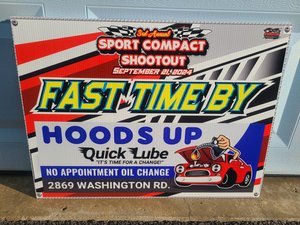 3rd Annual
SPORT COMPACT
SHOOTOUT
SEPTEMBER 21, 2024
FAST TIME BY
HOODS UP
Quick Lube
"IT'S TIME FOR A CHANGE!"
NO APPOINTMENT OIL CHANGE
2869 WASHINGTON RD.